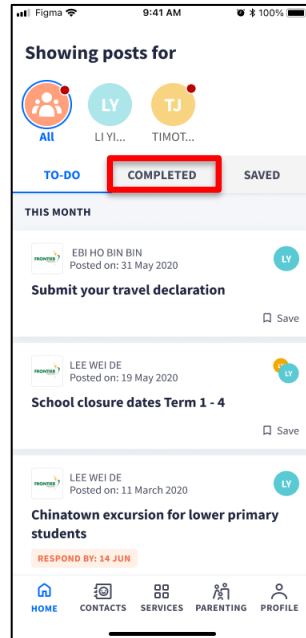 Figma 9:41 AM 100%
Showing posts for
LY TJ
All LI YI... TIMOT...
TO-DO COMPLETED SAVED
THIS MONTH
FRONTIER EBI HO BIN BIN
Posted on: 31 May 2020 LY
Submit your travel declaration
Save
FRONTIER LEE WEI DE
Posted on: 19 May 2020 LY
School closure dates Term 1 - 4
Save
FRONTIER LEE WEI DE
Posted on: 11 March 2020 LY
Chinatown excursion for lower primary
students
RESPOND BY: 14 JUN
HOME CONTACTS SERVICES PARENTING PROFILE